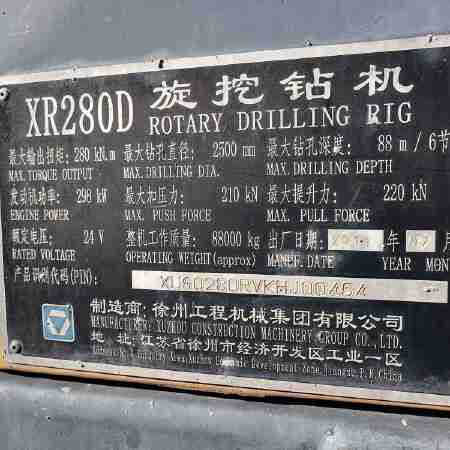 XR280D 旋挖钻机
ROTARY DRILLING RIG
最大输出扭矩: 280 kN.m 最大钻孔直径: 2500 mm 最大钻孔深度: 88 m / 6节
MAX. TORQUE OUTPUT MAX. DRILLING DIA. MAX. DRILLING DEPTH
发动机功率: 298 kW 最大加压力: 210 kN 最大提升力: 220 kN
ENGINE POWER MAX. PUSH FORCE MAX. PULL FORCE
额定电压: 24 V 整机工作质量: 88000 kg 出厂日期: 年 月
RATED VOLTAGE OPERATING WEIGHT(approx) MANUF. DATE YEAR MON
产品识别代码(PIN):
制造商: 徐州工程机械集团有限公司
MANUFACTURER: XUZHOU CONSTRUCTION MACHINERY GROUP CO., LTD.
地 址: 江苏省徐州市经济开发区工业一区